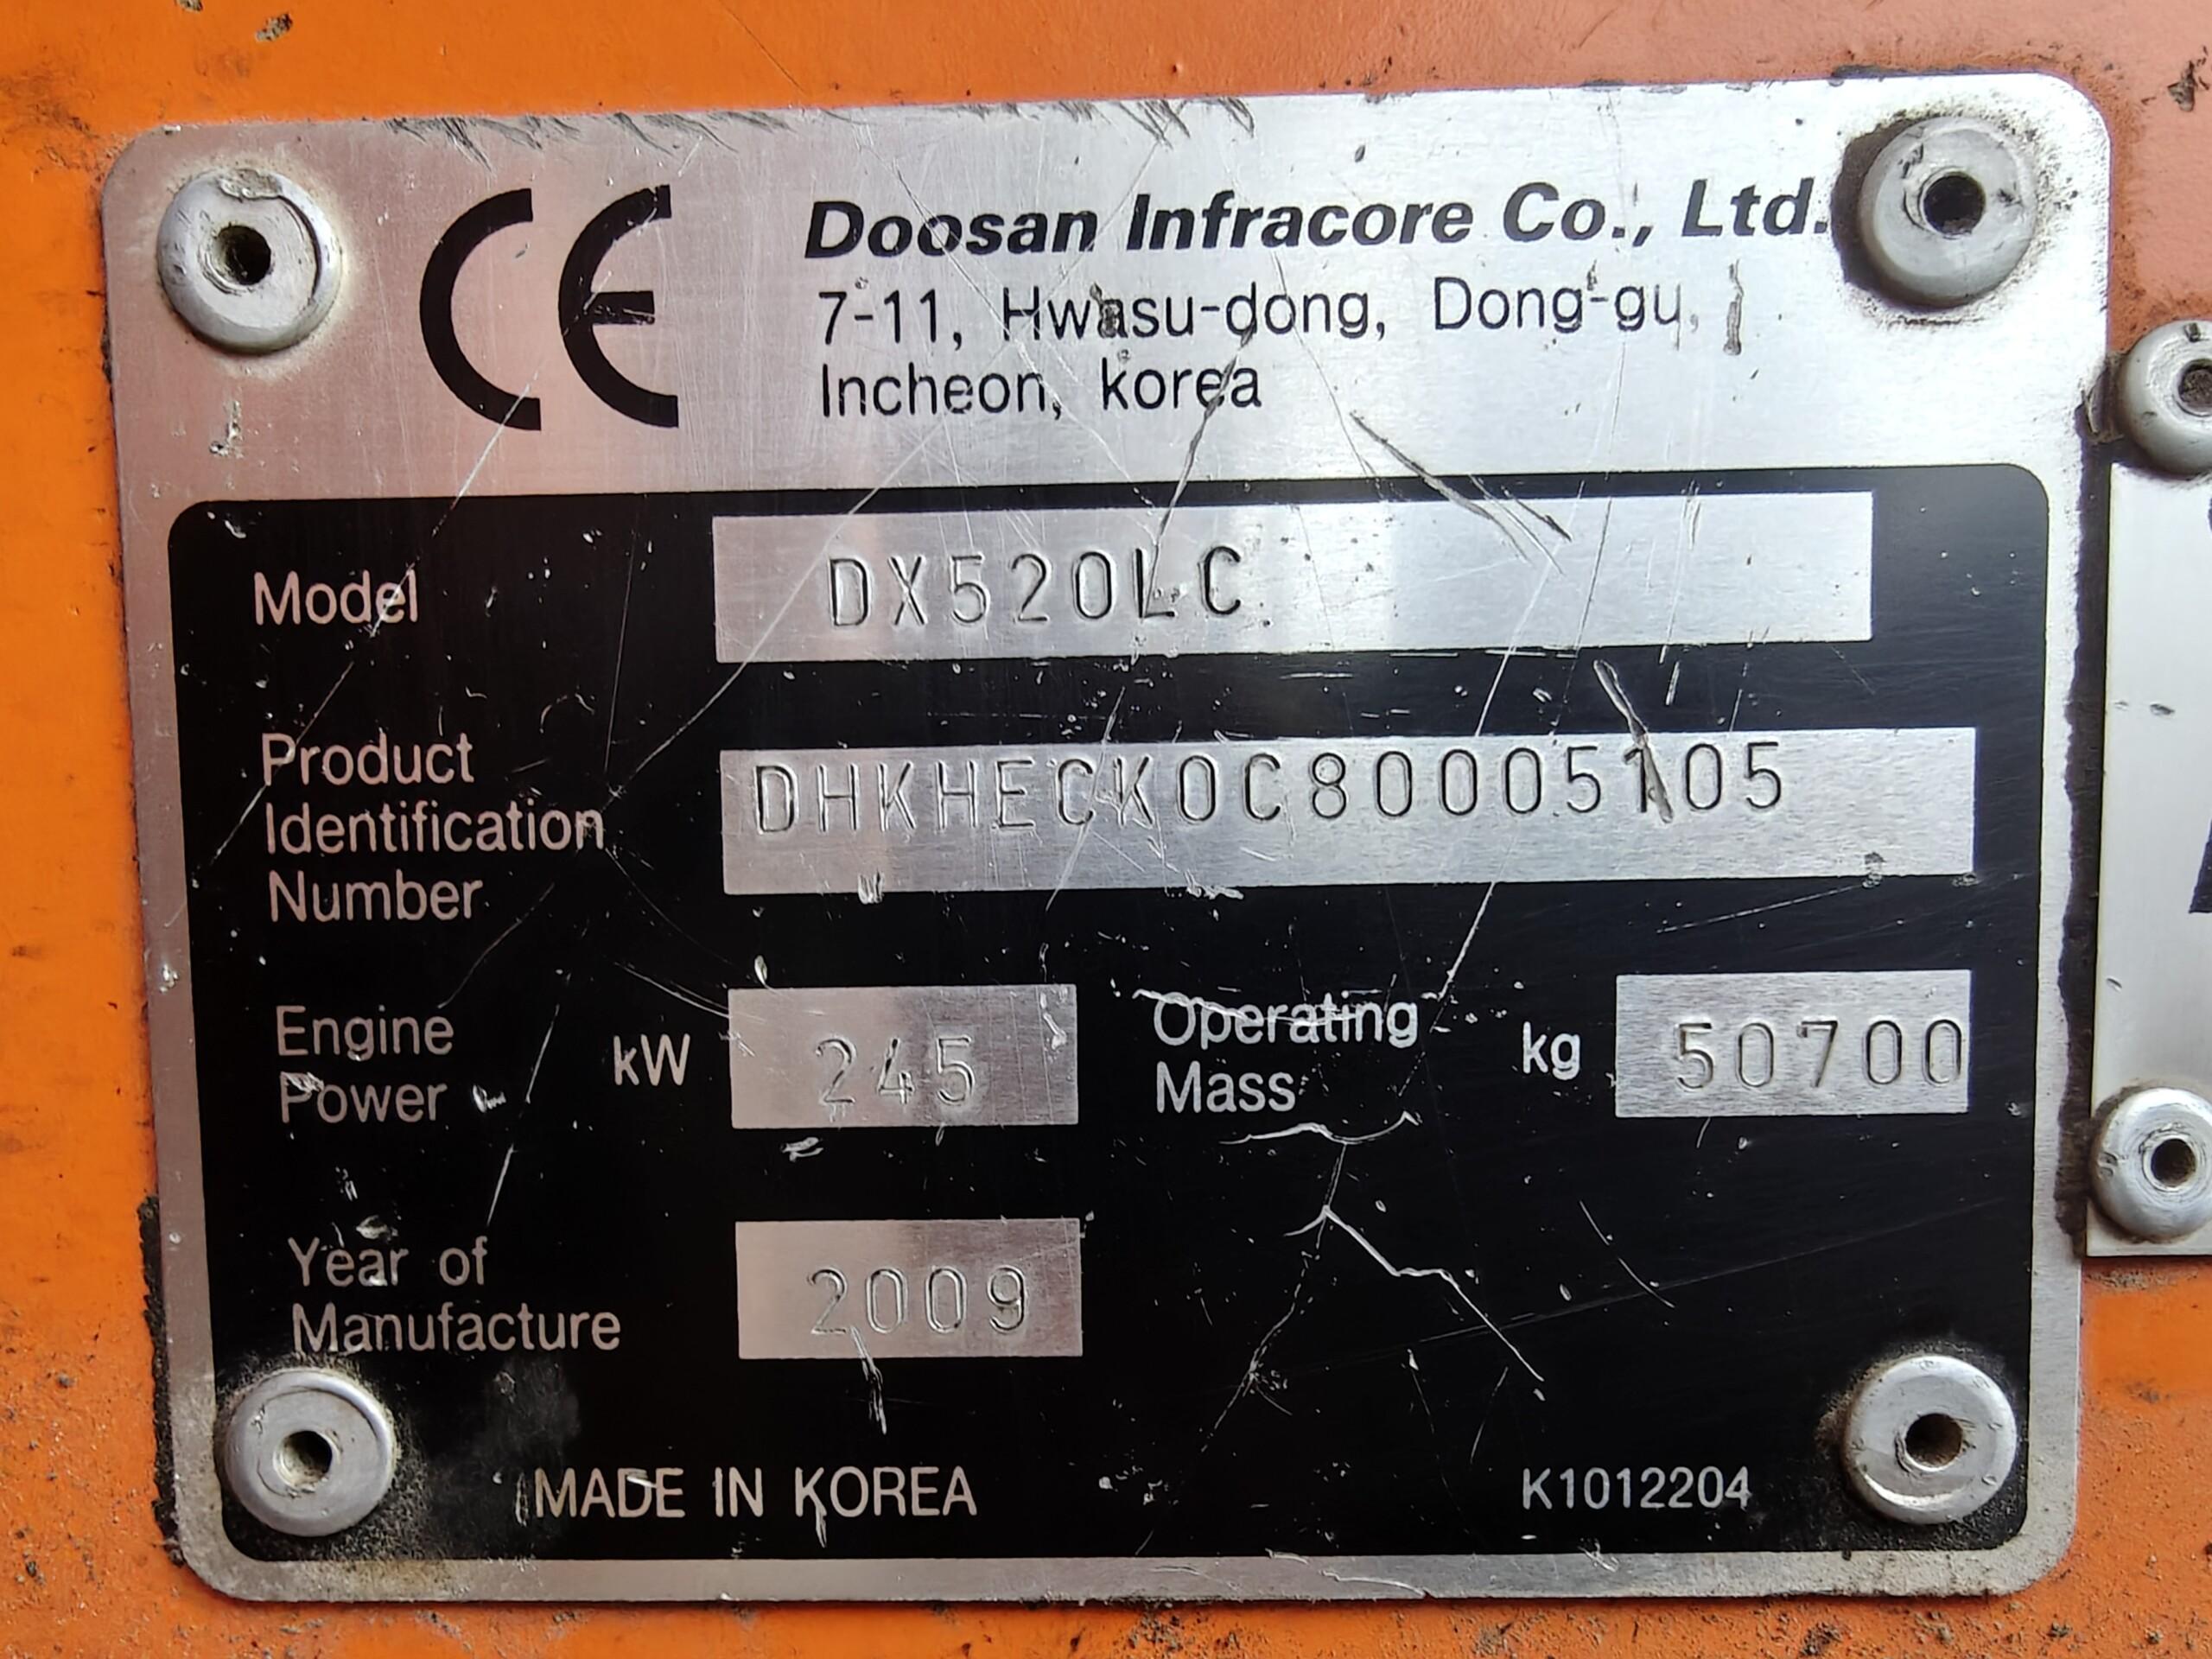 CE
Doosan Infracore Co., Ltd.
7-11, Hwasu-dong, Dong-gu,
Incheon, korea
Model DX520LC
Product
Identification
Number
DHKHECK0C80005105
Engine
Power
kW 245
Operating
Mass
kg 50700
Year of
Manufacture
2009
MADE IN KOREA
K1012204